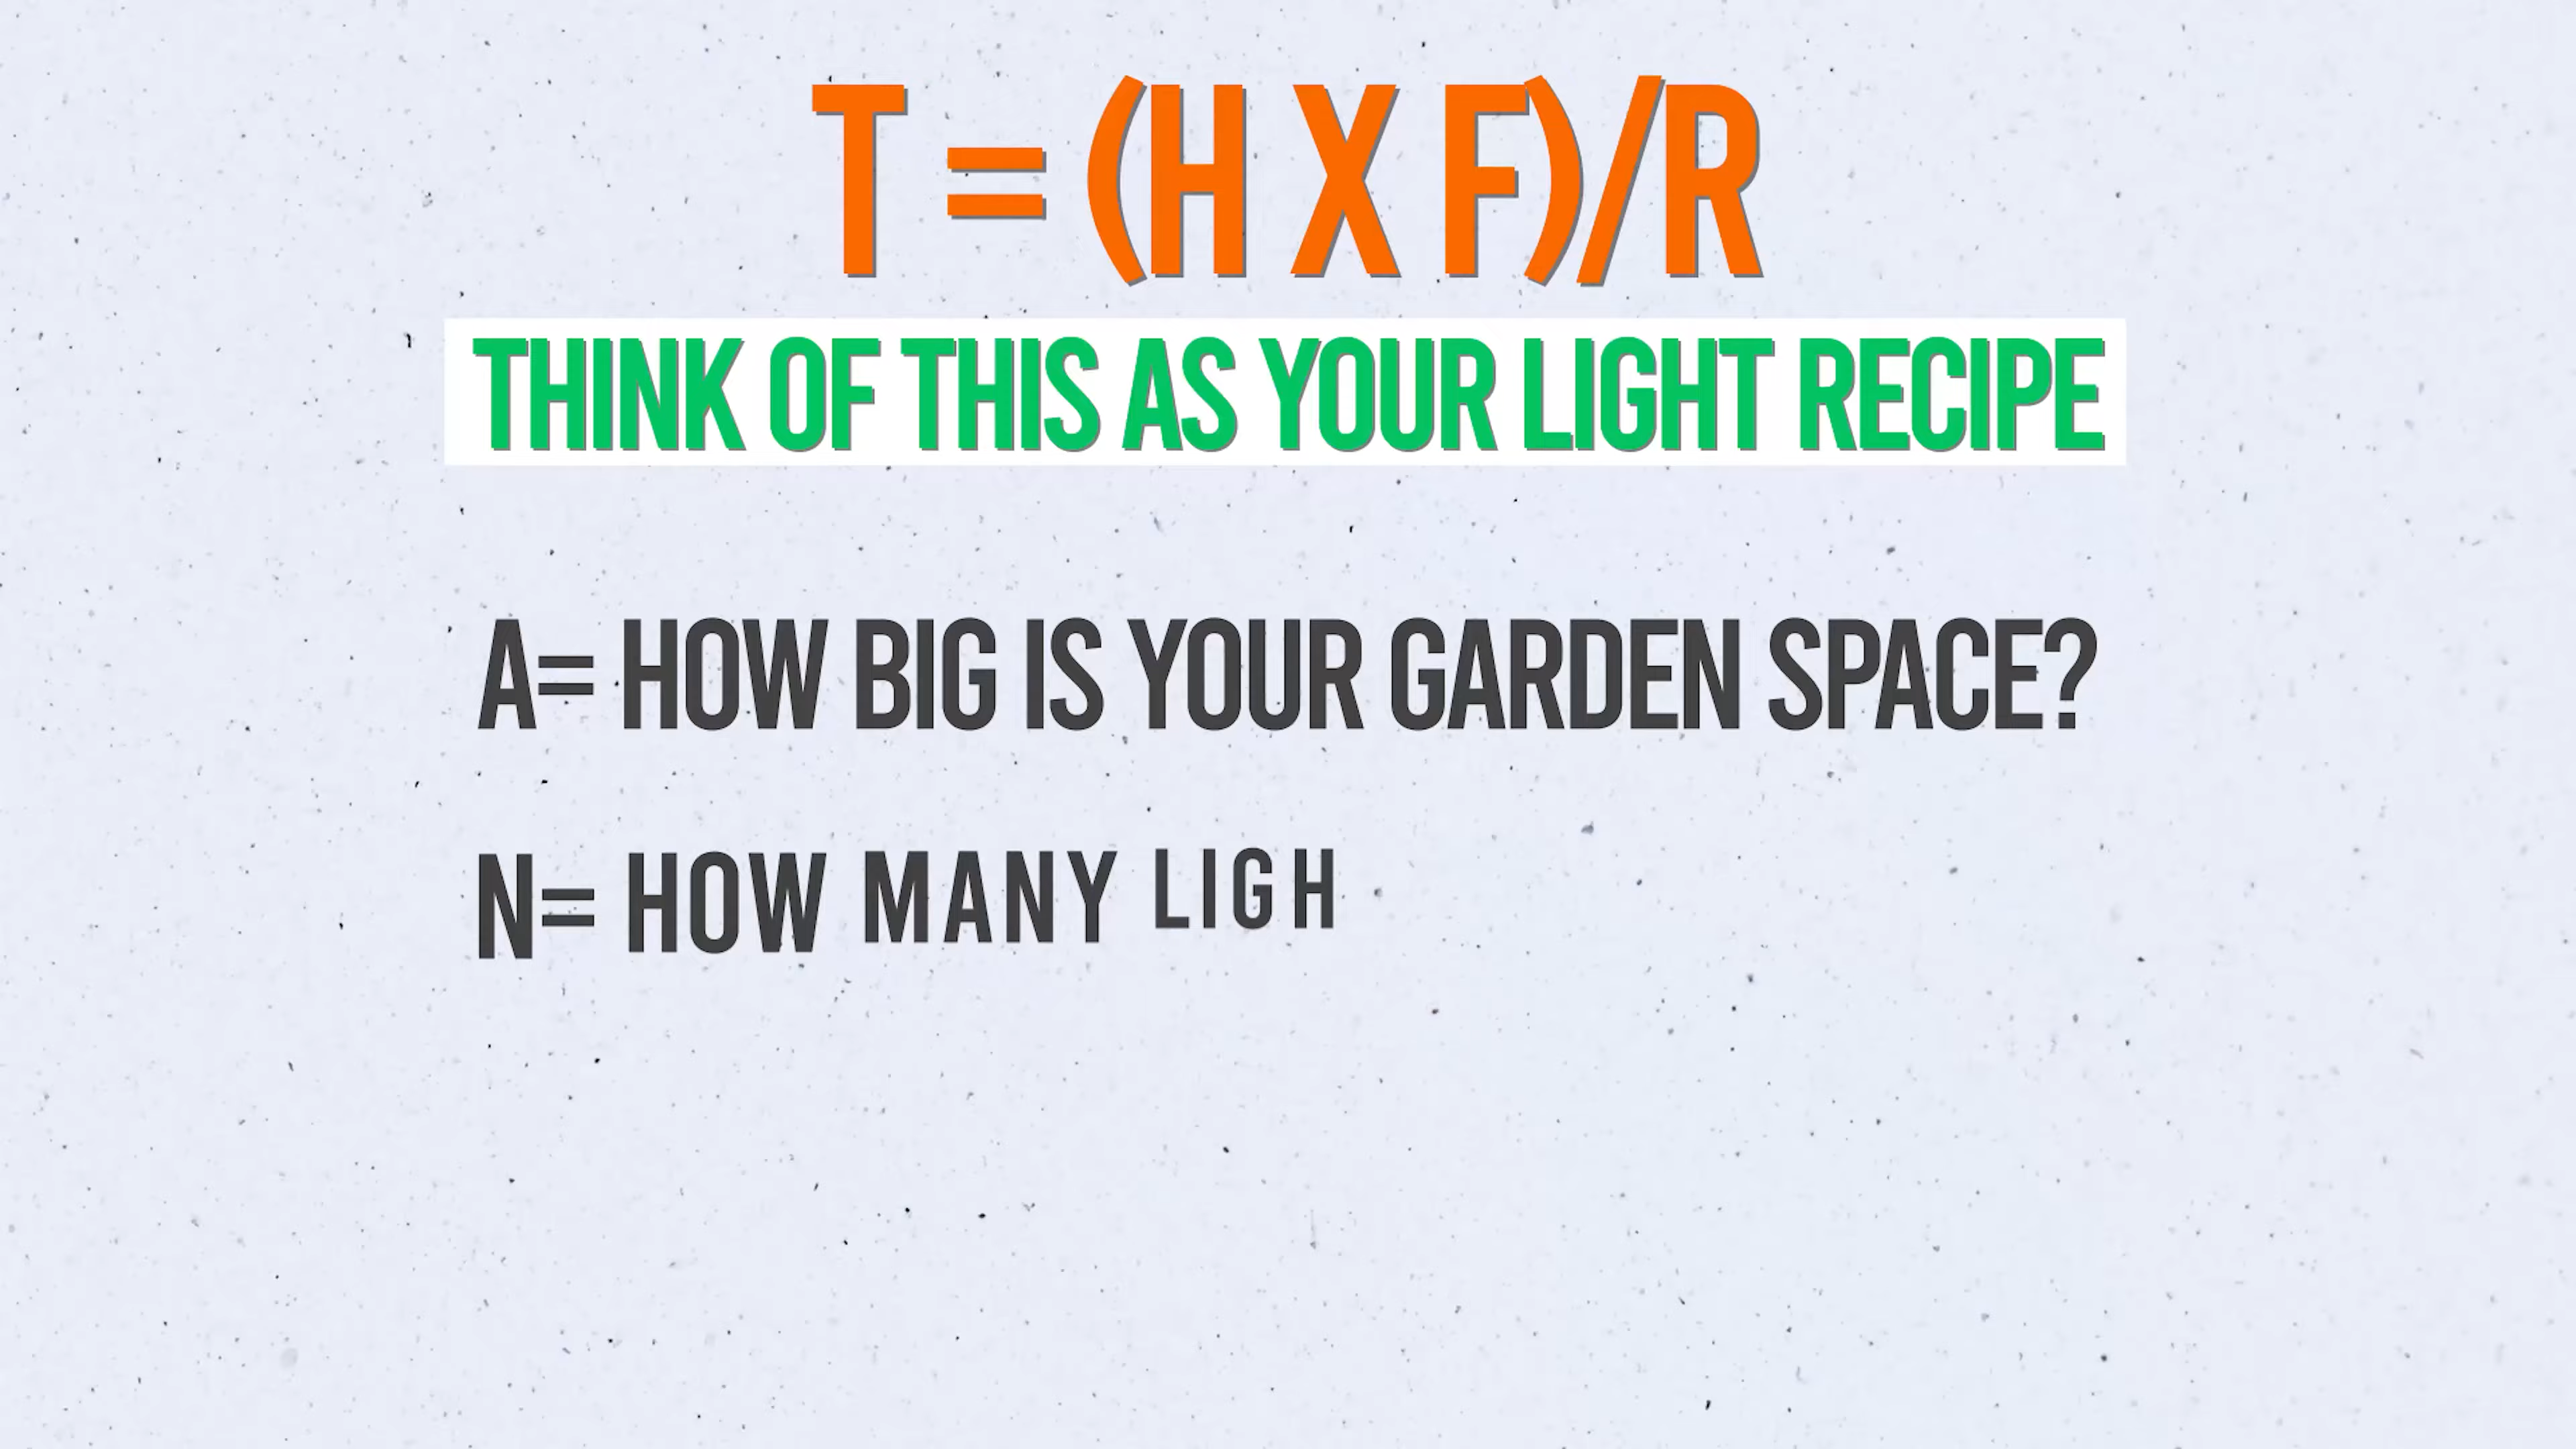 T = (H X F)/R
THINK OF THIS AS YOUR LIGHT RECIPE
A= HOW BIG IS YOUR GARDEN SPACE?
N= HOW MANY LIGH